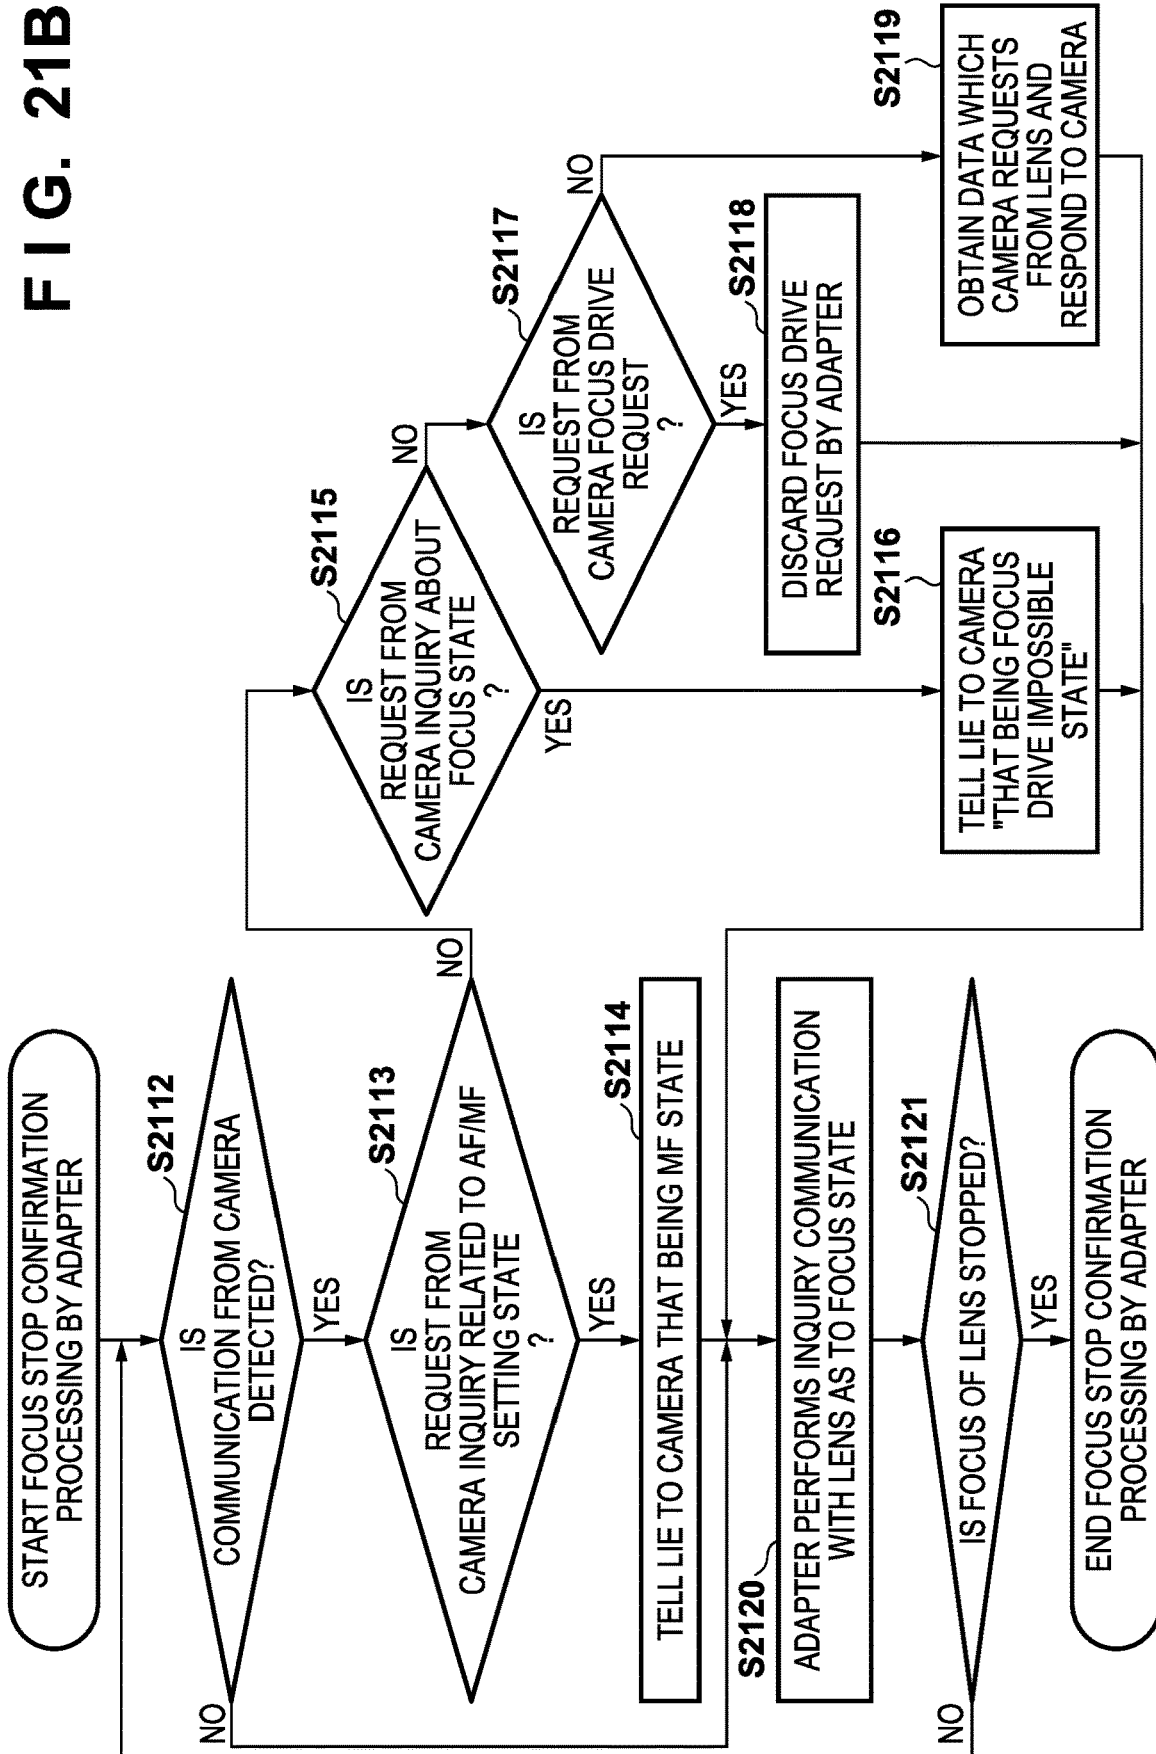 FIG. 21B
START FOCUS STOP CONFIRMATION
PROCESSING BY ADAPTER
S2112
IS
COMMUNICATION FROM CAMERA
DETECTED?
NO
YES
S2113
IS
REQUEST FROM
CAMERA INQUIRY RELATED TO AF/MF
SETTING STATE
?
NO
YES
S2114
TELL LIE TO CAMERA THAT BEING MF STATE
S2115
IS
REQUEST FROM
CAMERA INQUIRY ABOUT
FOCUS STATE
?
NO
YES
S2116
TELL LIE TO CAMERA
"THAT BEING FOCUS
DRIVE IMPOSSIBLE
STATE"
S2117
IS
REQUEST FROM
CAMERA FOCUS DRIVE
REQUEST
?
NO
YES
S2118
DISCARD FOCUS DRIVE
REQUEST BY ADAPTER
S2119
OBTAIN DATA WHICH
CAMERA REQUESTS
FROM LENS AND
RESPOND TO CAMERA
S2120
ADAPTER PERFORMS INQUIRY COMMUNICATION
WITH LENS AS TO FOCUS STATE
S2121
IS FOCUS OF LENS STOPPED?
NO
YES
END FOCUS STOP CONFIRMATION
PROCESSING BY ADAPTER